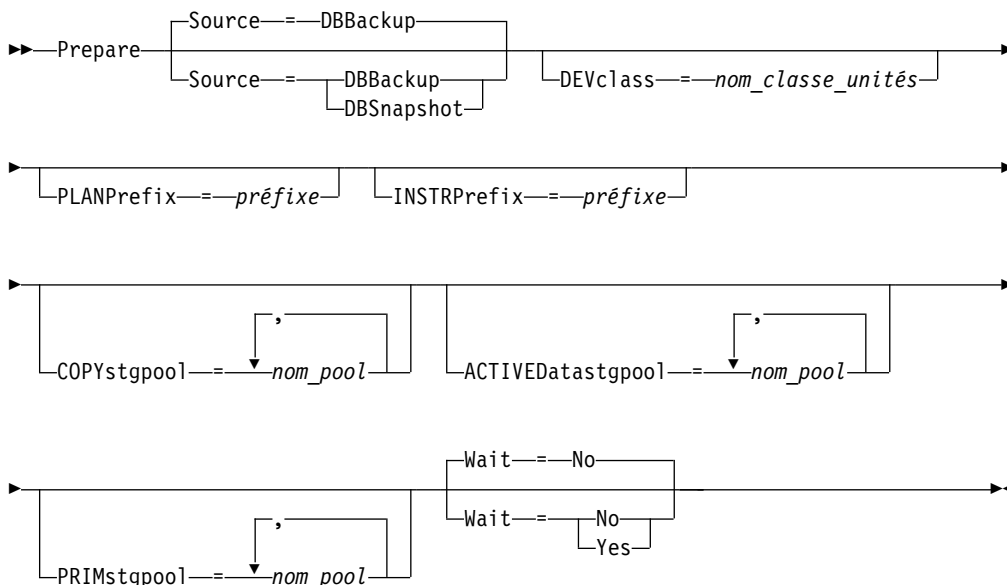 Source = DBBackup
Prepare
Source = DBBackup
DBSnapshot
DEVclass = nom_classe_unités
PLANPrefix = préfixe
INSTRPrefix = préfixe
,
COPYstgpool = nom_pool
,
ACTIVEDatastgpool = nom_pool
,
PRIMstgpool = nom_pool
Wait = No
Wait = No
Yes